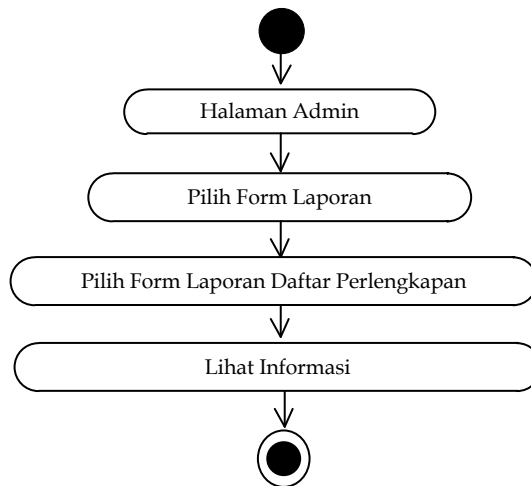 Halaman Admin
Pilih Form Laporan
Pilih Form Laporan Daftar Perlengkapan
Lihat Informasi